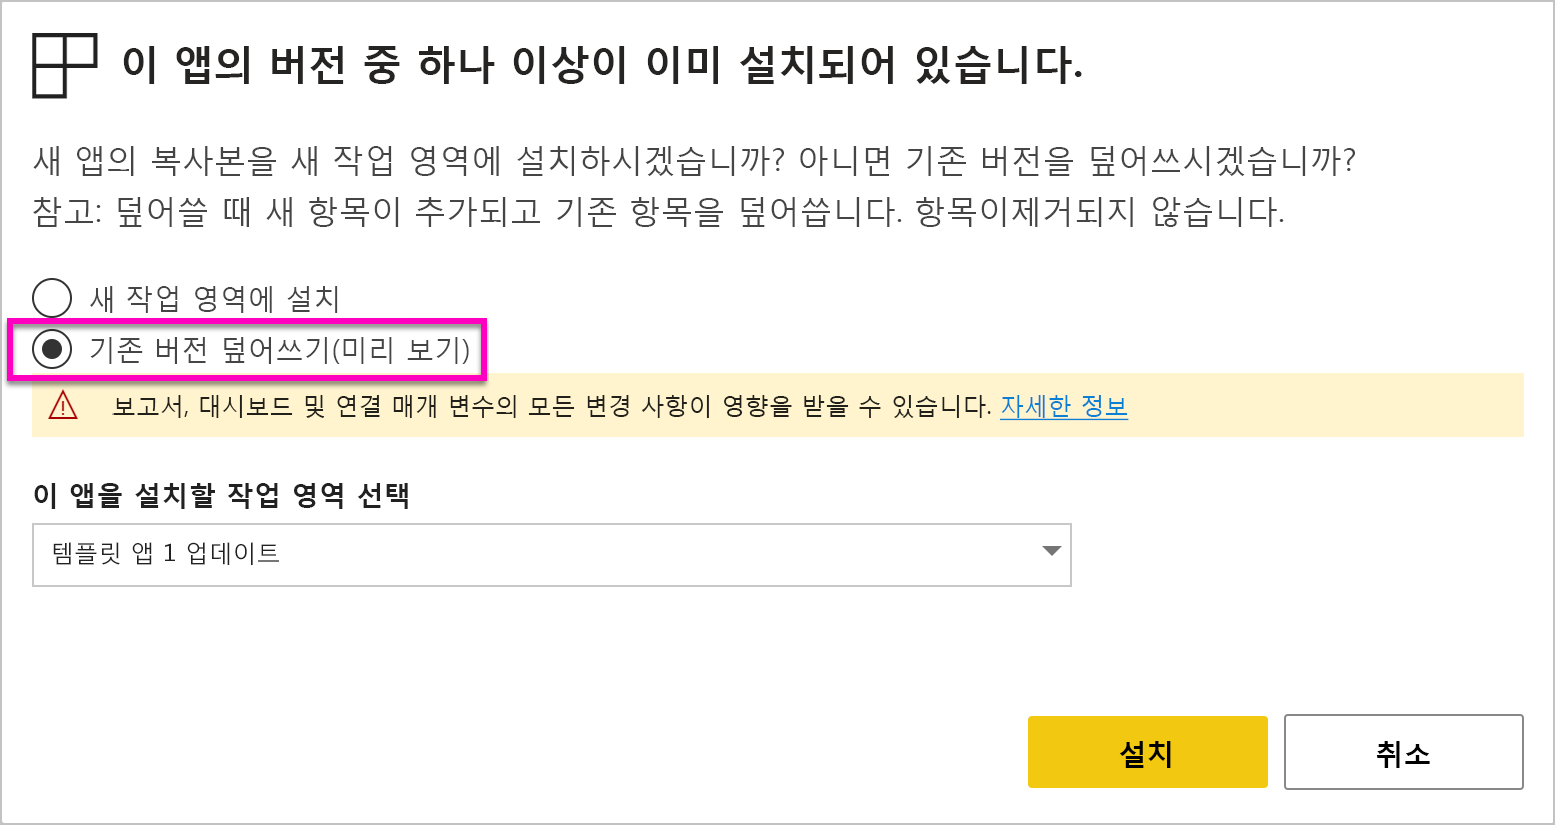 이 앱의 버전 중 하나 이상이 이미 설치되어 있습니다.
새 앱의 복사본을 새 작업 영역에 설치하시겠습니까? 아니면 기존 버전을 덮어쓰시겠습니까?
참고: 덮어쓸 때 새 항목이 추가되고 기존 항목을 덮어씁니다. 항목이제거되지 않습니다.
새 작업 영역에 설치
기존 버전 덮어쓰기(미리 보기)
보고서, 대시보드 및 연결 매개 변수의 모든 변경 사항이 영향을 받을 수 있습니다. 자세한 정보
이 앱을 설치할 작업 영역 선택
템플릿 앱 1 업데이트
설치
취소